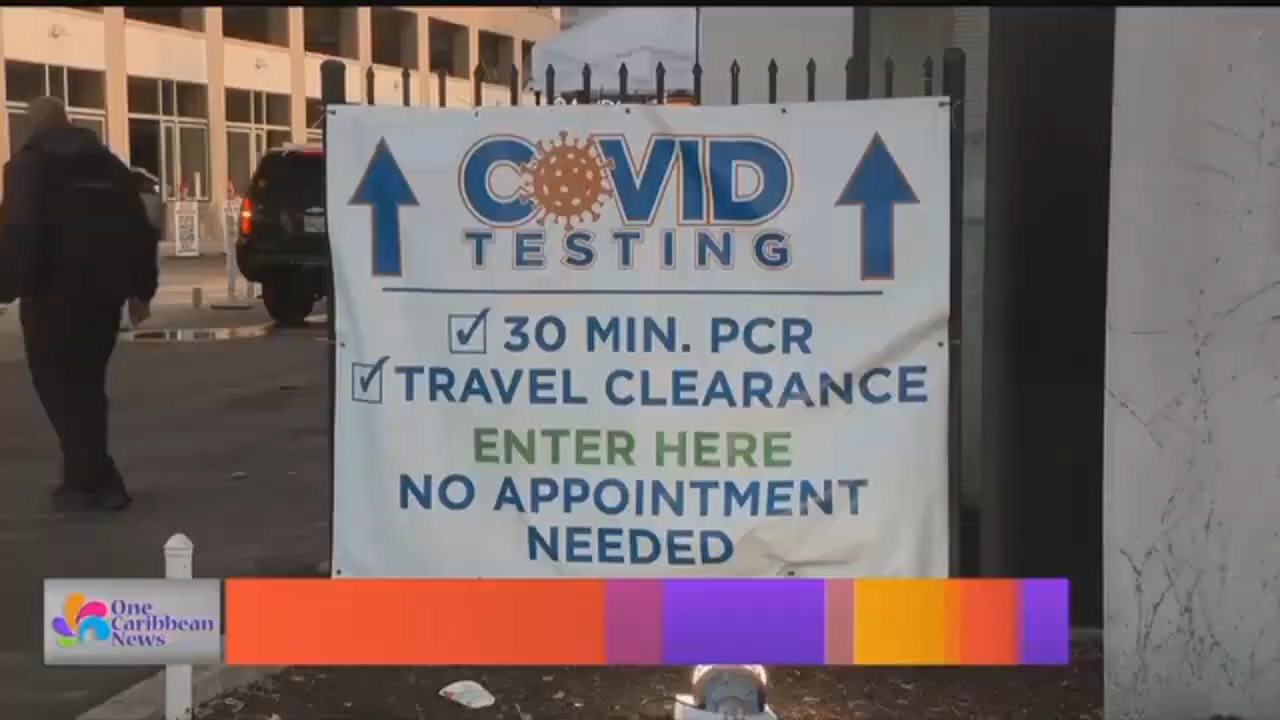 COVID
TESTING
☑ 30 MIN. PCR
☑ TRAVEL CLEARANCE
ENTER HERE
NO APPOINTMENT
NEEDED
One
Caribbean
News